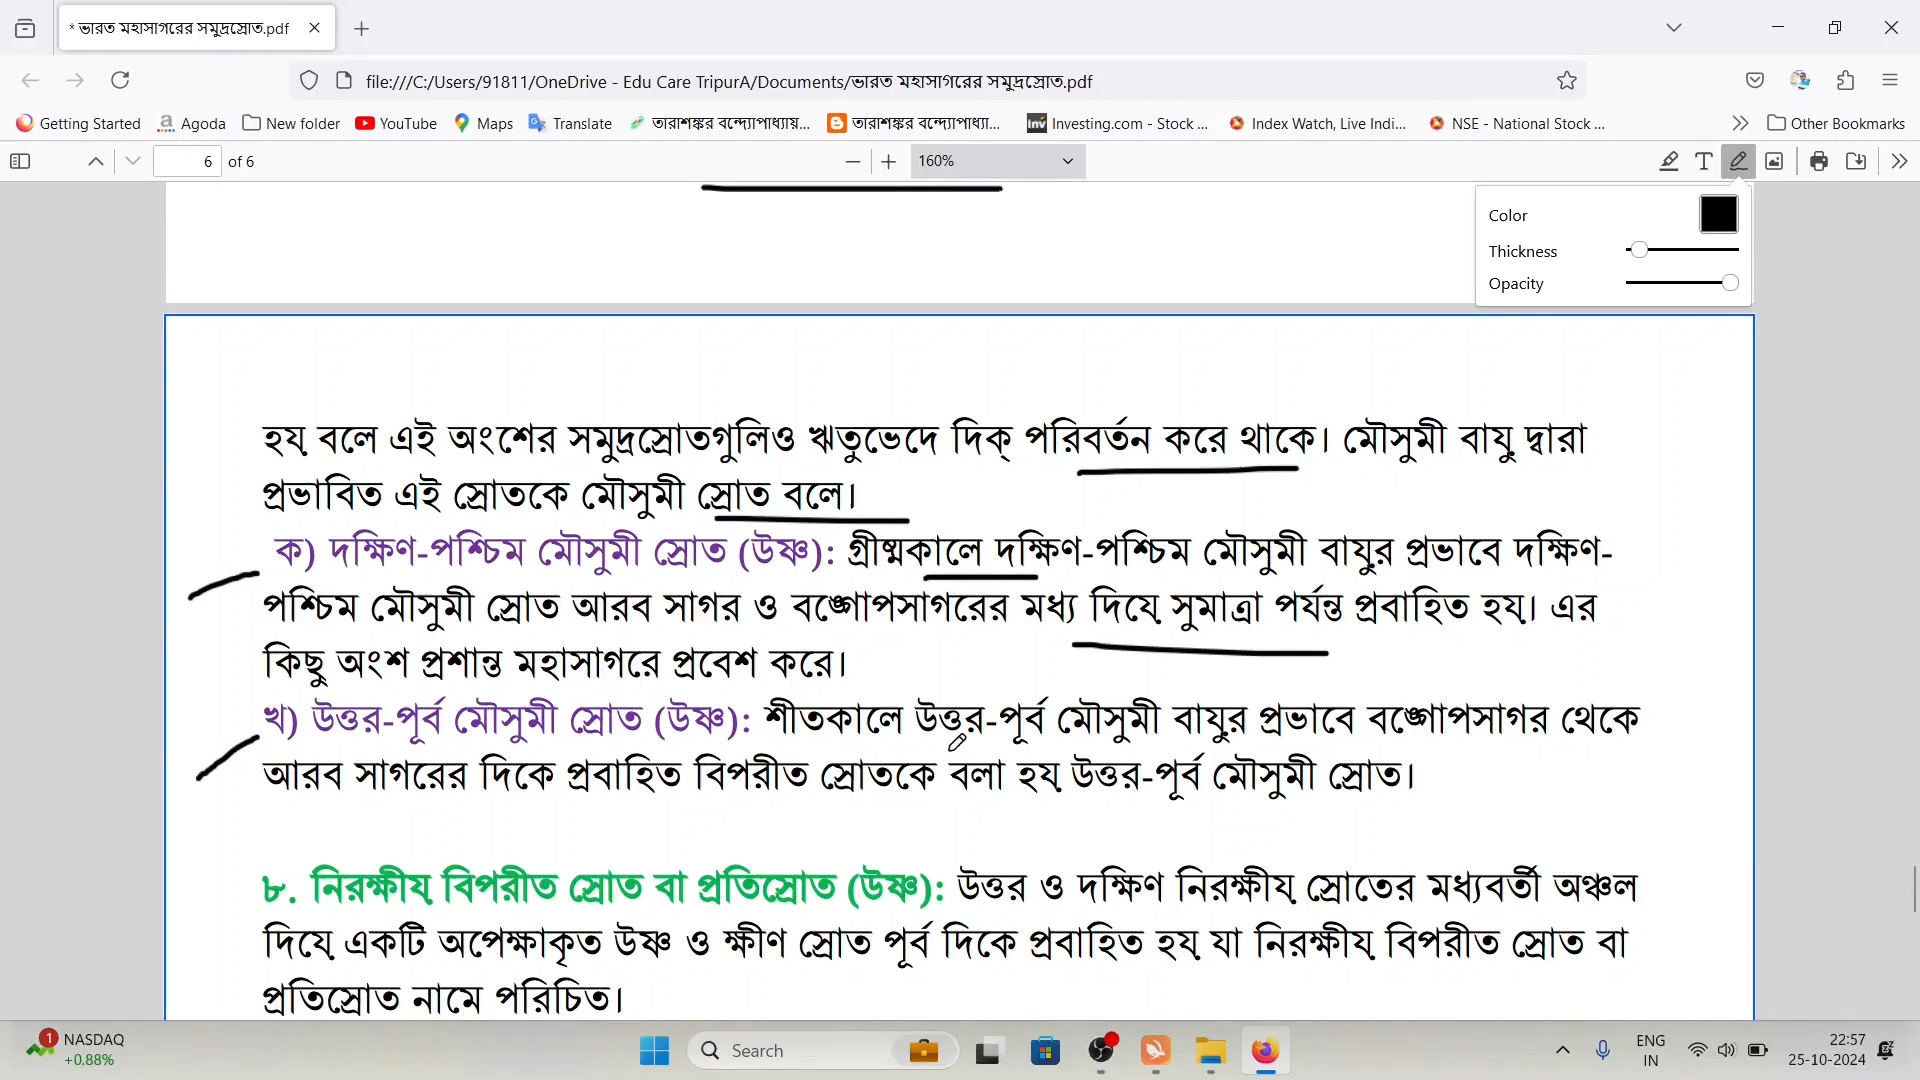 * ভারত মহাসাগরের সমুদ্রস্রোত.pdf
file:///C:/Users/91811/OneDrive - Edu Care TripurA/Documents/ভারত মহাসাগরের সমুদ্রস্রোত.pdf
Getting Started Agoda New folder YouTube Maps Translate তারাশঙ্কর বন্দ্যোপাধ্যায়... তারাশঙ্কর বন্দ্যোপাধ্যা... Investing.com - Stock ... Index Watch, Live Indi... NSE - National Stock ... Other Bookmarks
6 of 6 160%
Color
Thickness
Opacity
হয় বলে এই অংশের সমুদ্রস্রোতগুলিও ঋতুভেদে দিক্ পরিবর্তন করে থাকে। মৌসুমী বায়ু দ্বারা
প্রভাবিত এই স্রোতকে মৌসুমী স্রোত বলে।
ক) দক্ষিণ-পশ্চিম মৌসুমী স্রোত (উষ্ণ): গ্রীষ্মকালে দক্ষিণ-পশ্চিম মৌসুমী বায়ুর প্রভাবে দক্ষিণ-
পশ্চিম মৌসুমী স্রোত আরব সাগর ও বঙ্গোপসাগরের মধ্য দিয়ে সুমাত্রা পর্যন্ত প্রবাহিত হয়। এর
কিছু অংশ প্রশান্ত মহাসাগরে প্রবেশ করে।
খ) উত্তর-পূর্ব মৌসুমী স্রোত (উষ্ণ): শীতকালে উত্তর-পূর্ব মৌসুমী বায়ুর প্রভাবে বঙ্গোপসাগর থেকে
আরব সাগরের দিকে প্রবাহিত বিপরীত স্রোতকে বলা হয় উত্তর-পূর্ব মৌসুমী স্রোত।
৮. নিরক্ষীয় বিপরীত স্রোত বা প্রতিস্রোত (উষ্ণ): উত্তর ও দক্ষিণ নিরক্ষীয় স্রোতের মধ্যবর্তী অঞ্চল
দিয়ে একটি অপেক্ষাকৃত উষ্ণ ও ক্ষীণ স্রোত পূর্ব দিকে প্রবাহিত হয় যা নিরক্ষীয় বিপরীত স্রোত বা
প্রতিস্রোত নামে পরিচিত।
1 NASDAQ
+0.88%
Search
ENG
IN
22:57
25-10-2024